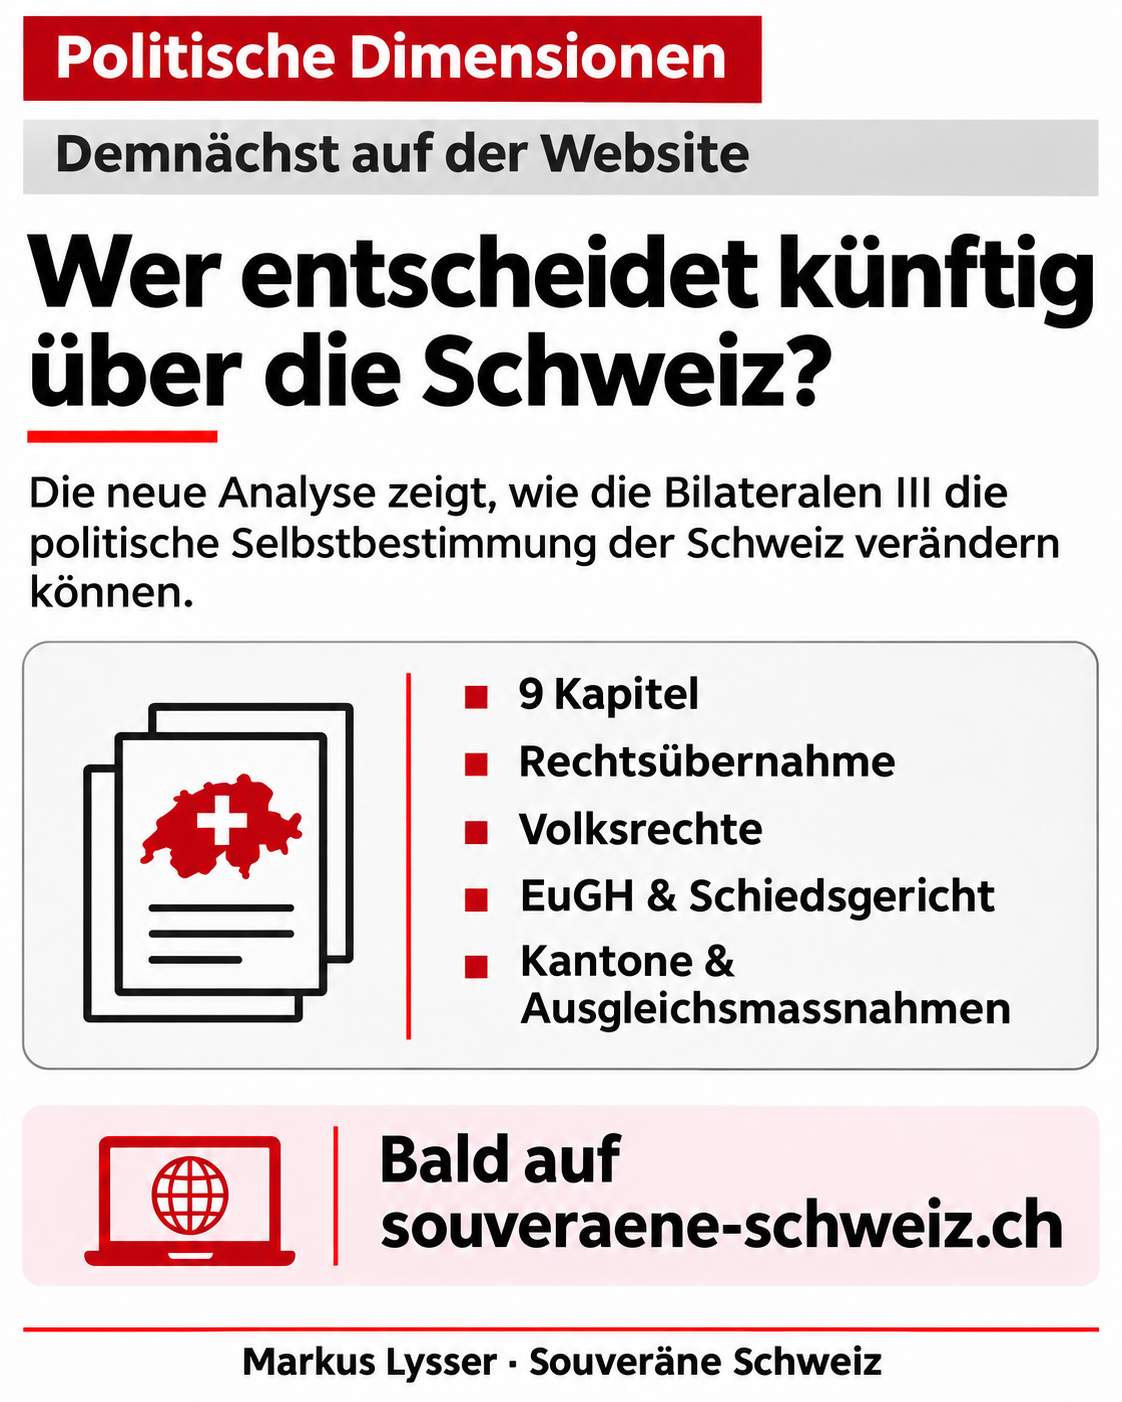 Politische Dimensionen
Demnächst auf der Website
Wer entscheidet künftig
über die Schweiz?
Die neue Analyse zeigt, wie die Bilateralen III die
politische Selbstbestimmung der Schweiz verändern
können.
9 Kapitel
Rechtsübernahme
Volksrechte
EuGH & Schiedsgericht
Kantone &
Ausgleichsmassnahmen
Bald auf
souveraene-schweiz.ch
Markus Lysser · Souveräne Schweiz